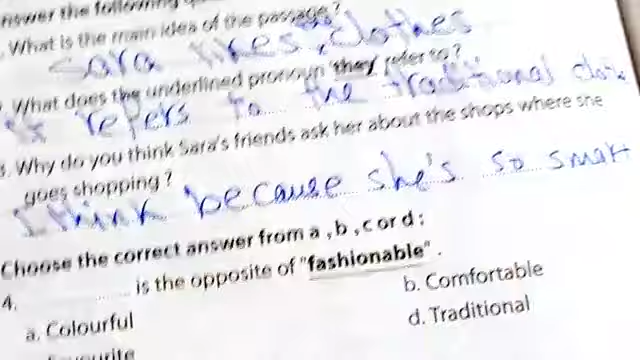 nswer the following
. What is the main idea of the passage?
Sara likes clothes
What does the underlined pronoun 'they' refer to?
refers to the traditional clothe
3. Why do you think Sara's friends ask her about the shops where she
goes shopping?
I think because she's so smart
Choose the correct answer from a, b, c or d:
4. ............ is the opposite of "fashionable".
a. Colourful
b. Comfortable
d. Traditional
Favourite